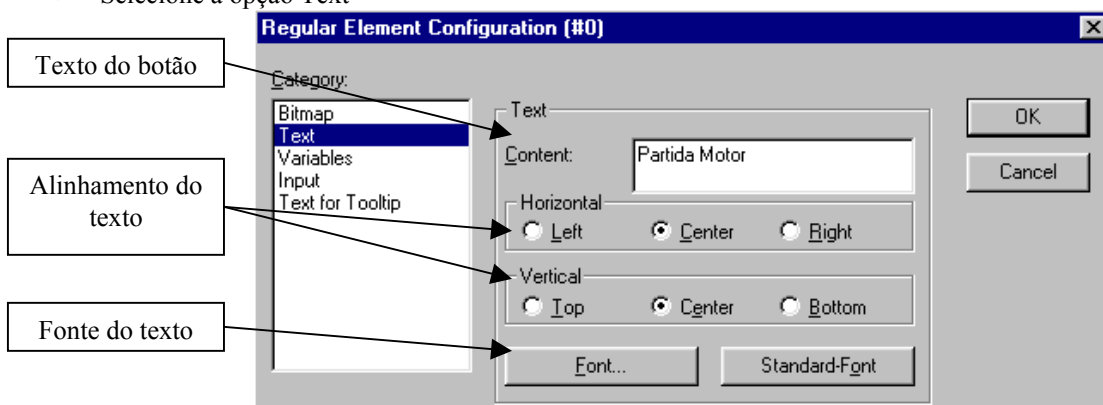 Selecione a opção Text
Regular Element Configuration (#0)
Texto do botão
Category:
Bitmap
Text
Variables
Input
Text for Tooltip
Alinhamento do
texto
Fonte do texto
Text
Content:
Partida Motor
Horizontal
Left
Center
Right
Vertical
Top
Center
Bottom
Font...
Standard-Font
OK
Cancel